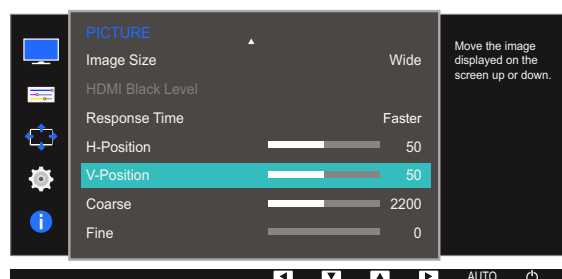 PICTURE
Image Size Wide
HDMI Black Level
Response Time Faster
H-Position 50
V-Position 50
Coarse 2200
Fine 0
Move the image
displayed on the
screen up or down.
AUTO